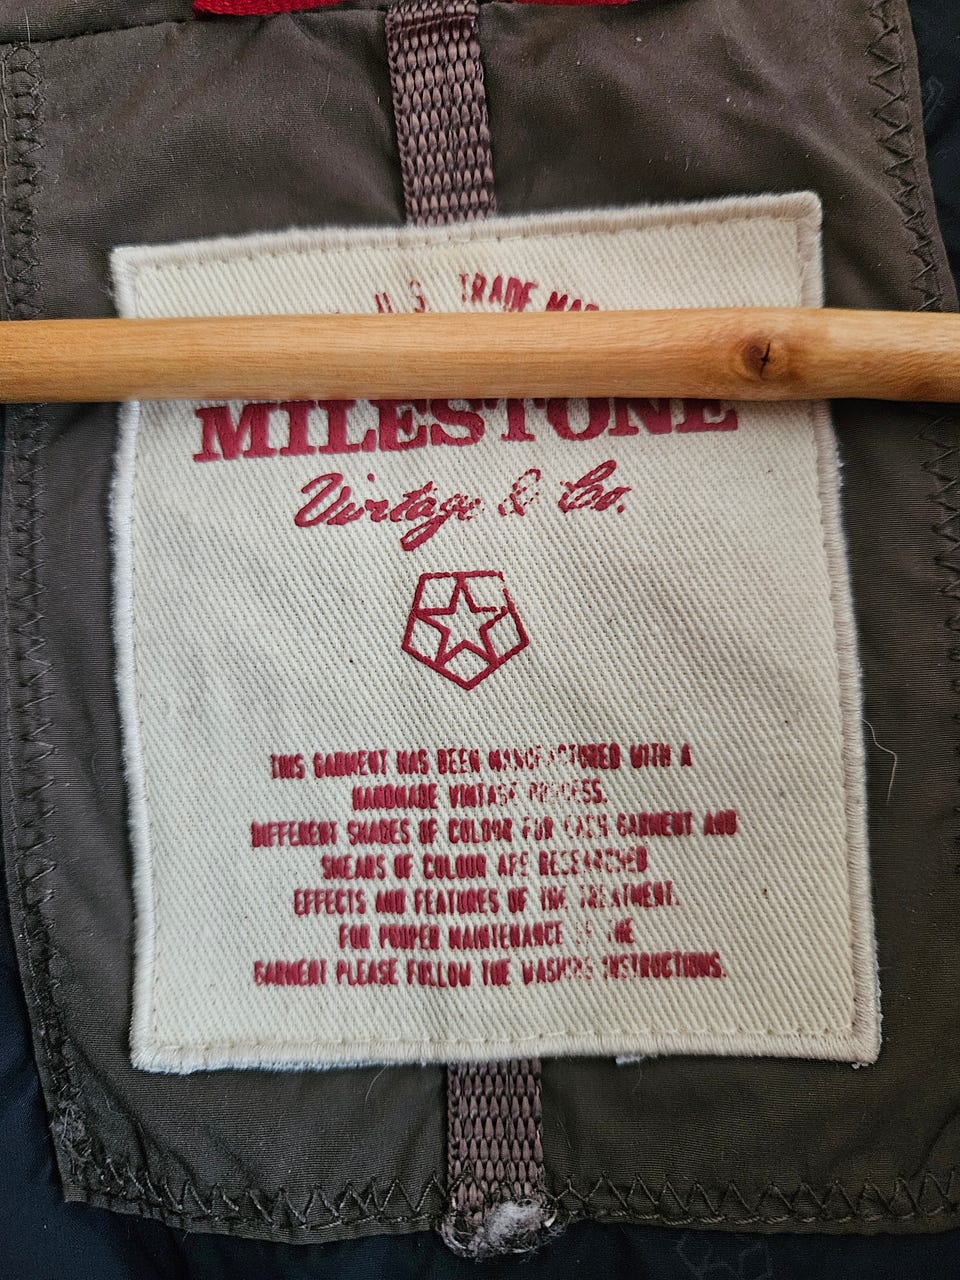 U.S. TRADE MAR
MILESTONE
Vintage & Co.
THIS GARMENT HAS BEEN MANUFACTURED WITH A
HANDMADE VINTAGE PROCESS.
DIFFERENT SHADES OF COLOUR FOR EACH GARMENT AND
SMEARS OF COLOUR ARE RESEARCHED
EFFECTS AND FEATURES OF THE TREATMENT.
FOR PROPER MAINTENANCE OF THE
GARMENT PLEASE FOLLOW THE WASHING INSTRUCTIONS.